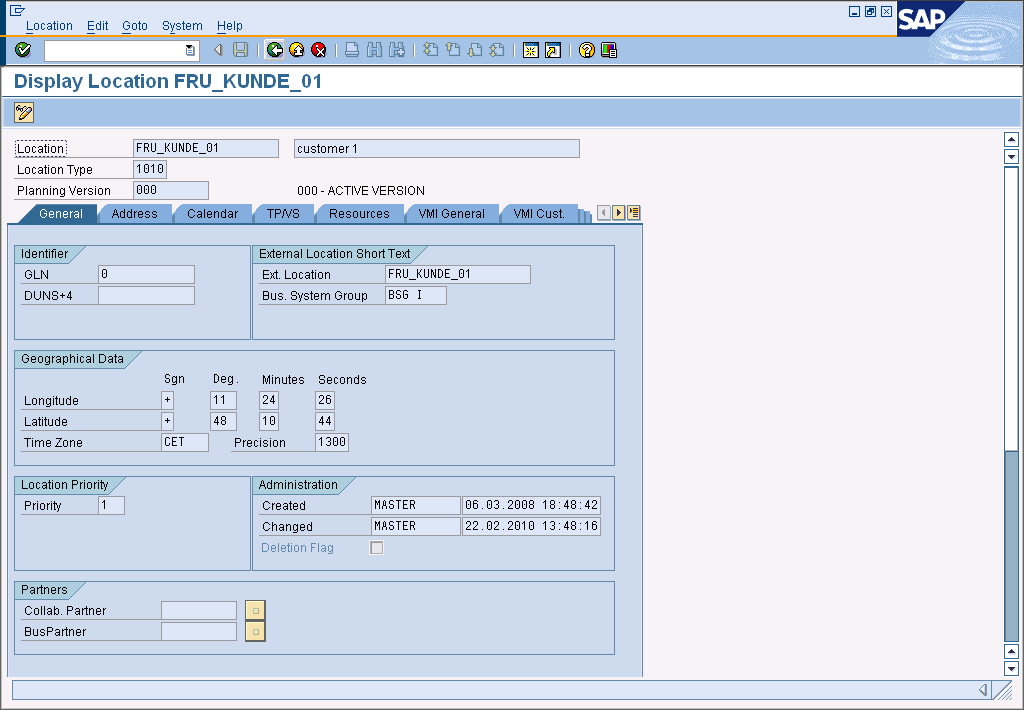 Location Edit Goto System Help
SAP
Display Location FRU_KUNDE_01
Location FRU_KUNDE_01 customer 1
Location Type 1010
Planning Version 000 000 - ACTIVE VERSION
General Address Calendar TP/VS Resources VMI General VMI Cust.
Identifier External Location Short Text
GLN 0 Ext. Location FRU_KUNDE_01
DUNS+4 Bus. System Group BSG I
Geographical Data
Sgn Deg. Minutes Seconds
Longitude + 11 24 26
Latitude + 48 10 44
Time Zone CET Precision 1300
Location Priority Administration
Priority 1 Created MASTER 06.03.2008 18:48:42
Changed MASTER 22.02.2010 13:48:16
Deletion Flag
Partners
Collab. Partner
BusPartner